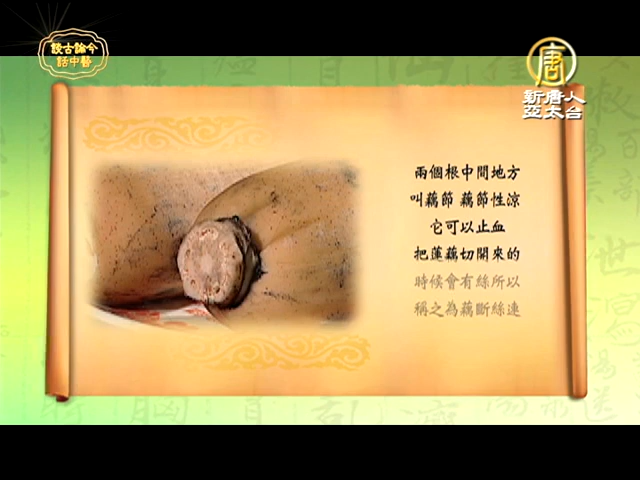 談古論今
話中醫
唐
新唐人
亞太台
兩個根中間地方
叫藕節 藕節性涼
它可以止血
把蓮藕切開來的
時候會有絲所以
稱之為藕斷絲連